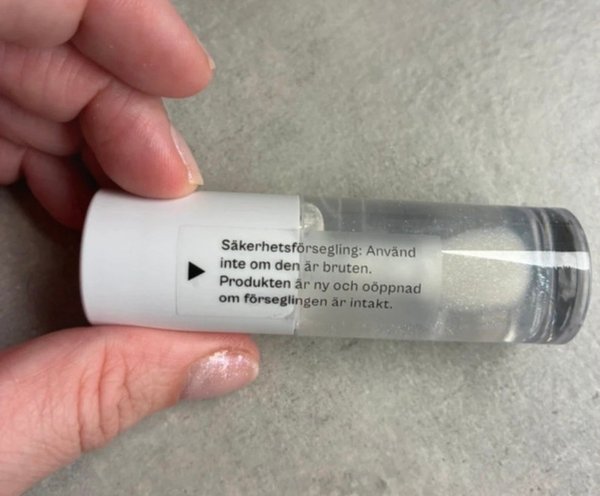 Säkerhetsförsegling: Använd
inte om den är bruten.
Produkten är ny och oöppnad
om förseglingen är intakt.